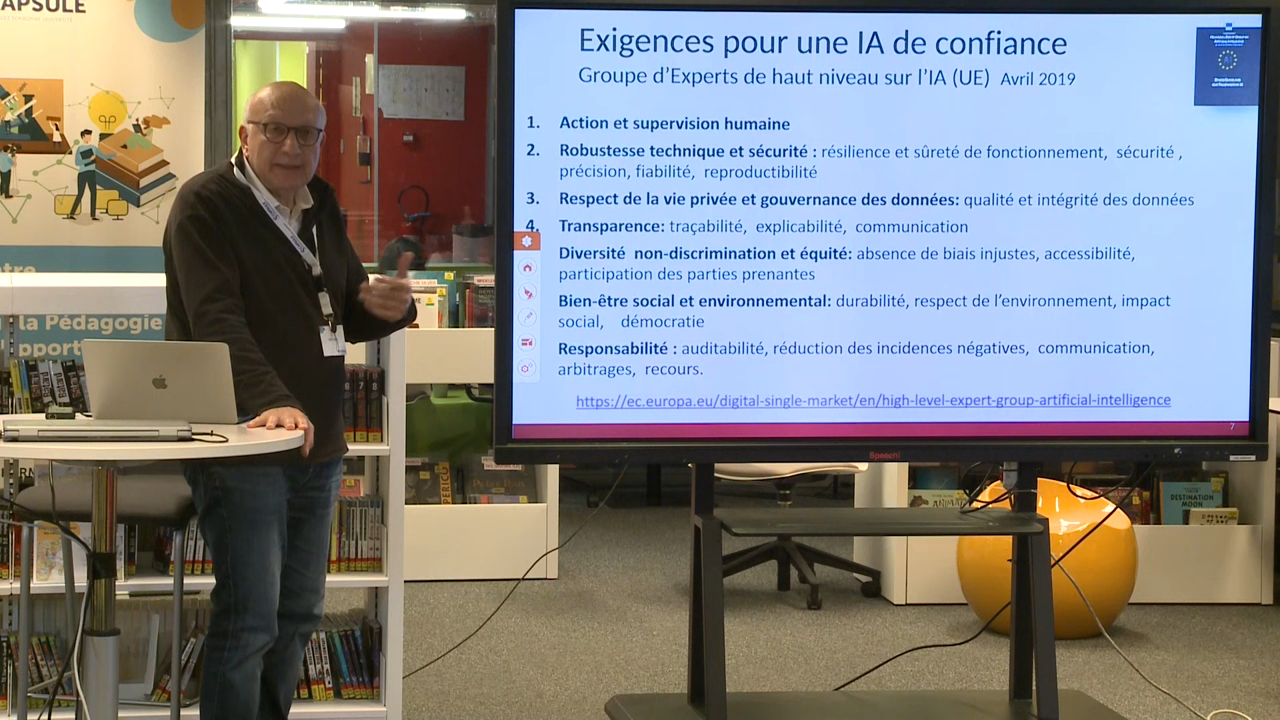 APSULE
Exigences pour une IA de confiance
Groupe d'Experts de haut niveau sur l'IA (UE) Avril 2019
1. Action et supervision humaine
2. Robustesse technique et sécurité : résilience et sûreté de fonctionnement, sécurité ,
précision, fiabilité, reproductibilité
3. Respect de la vie privée et gouvernance des données: qualité et intégrité des données
4. Transparence: traçabilité, explicabilité, communication
Diversité non-discrimination et équité: absence de biais injustes, accessibilité,
participation des parties prenantes
Bien-être social et environnemental: durabilité, respect de l'environnement, impact
social, démocratie
Responsabilité : auditabilité, réduction des incidences négatives, communication,
arbitrages, recours.
https://ec.europa.eu/digital-single-market/en/high-level-expert-group-artificial-intelligence
7
Speechi
ntre
la Pédagogie
pport
DESTINATION
MOON